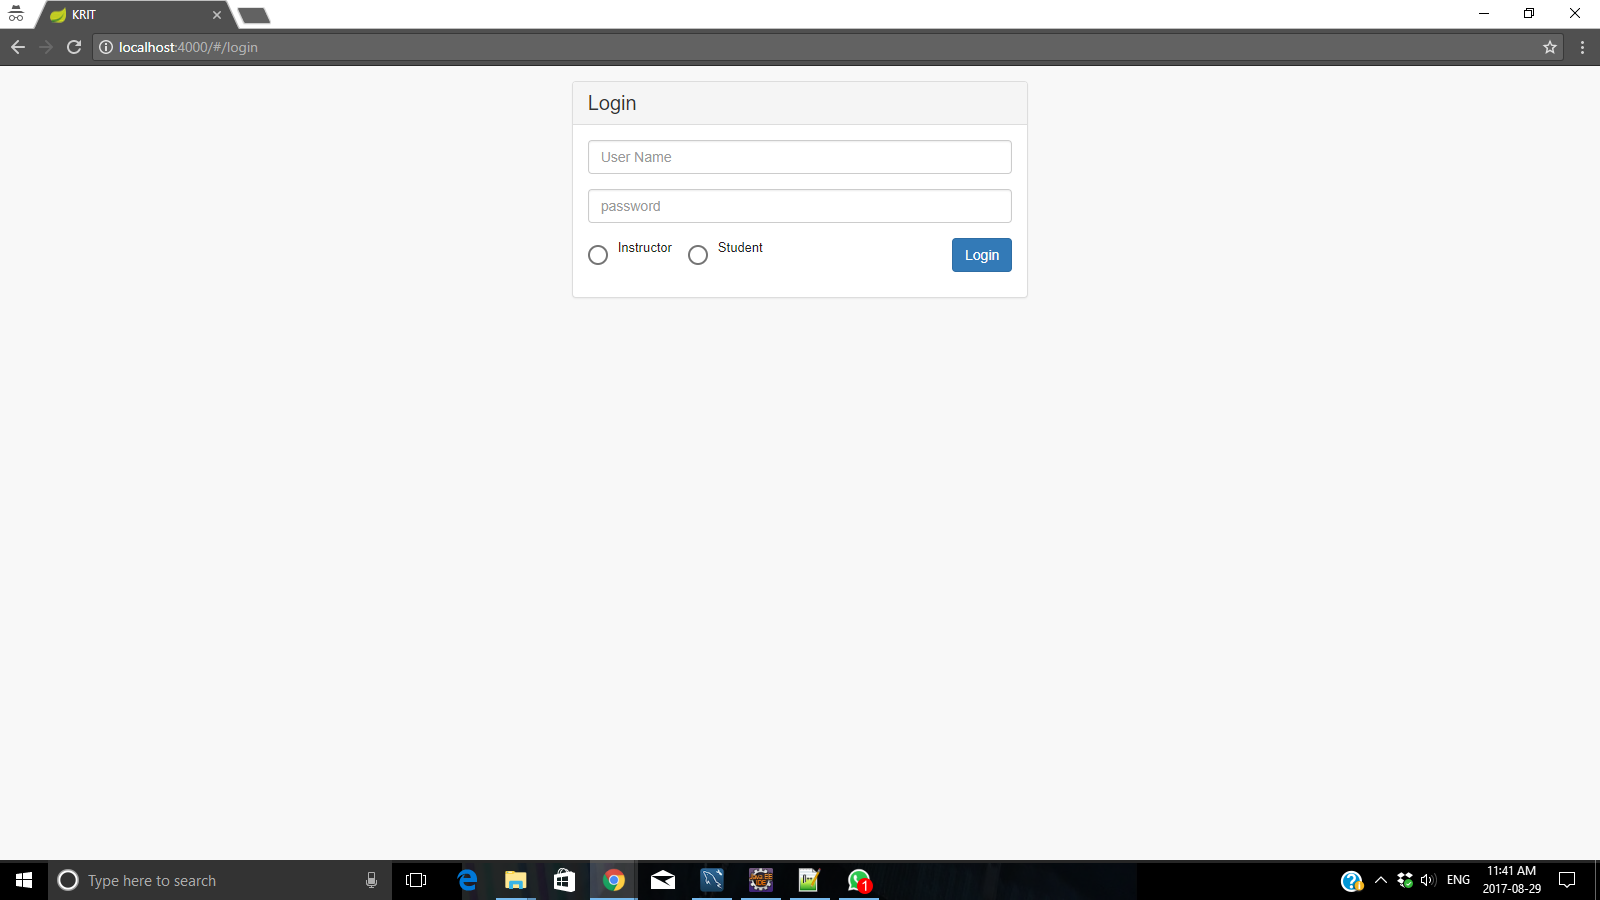 KRIT
localhost:4000/#/login
Login
User Name
password
Instructor Student Login
Type here to search
1
ENG
11:41 AM
2017-08-29